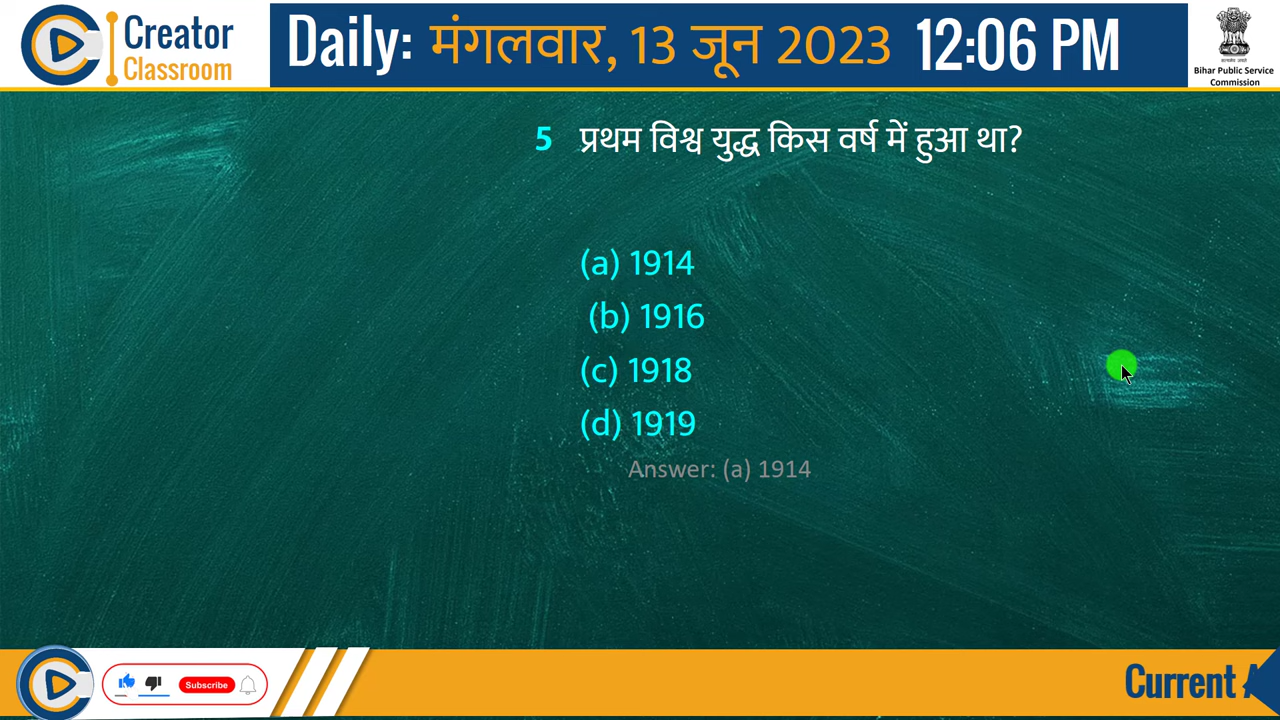 Creator
Classroom
Daily: मंगलवार, 13 जून 2023 12:06 PM
Bihar Public Service
Commission
5 प्रथम विश्व युद्ध किस वर्ष में हुआ था?
(a) 1914
(b) 1916
(c) 1918
(d) 1919
Answer: (a) 1914
Subscribe
Current